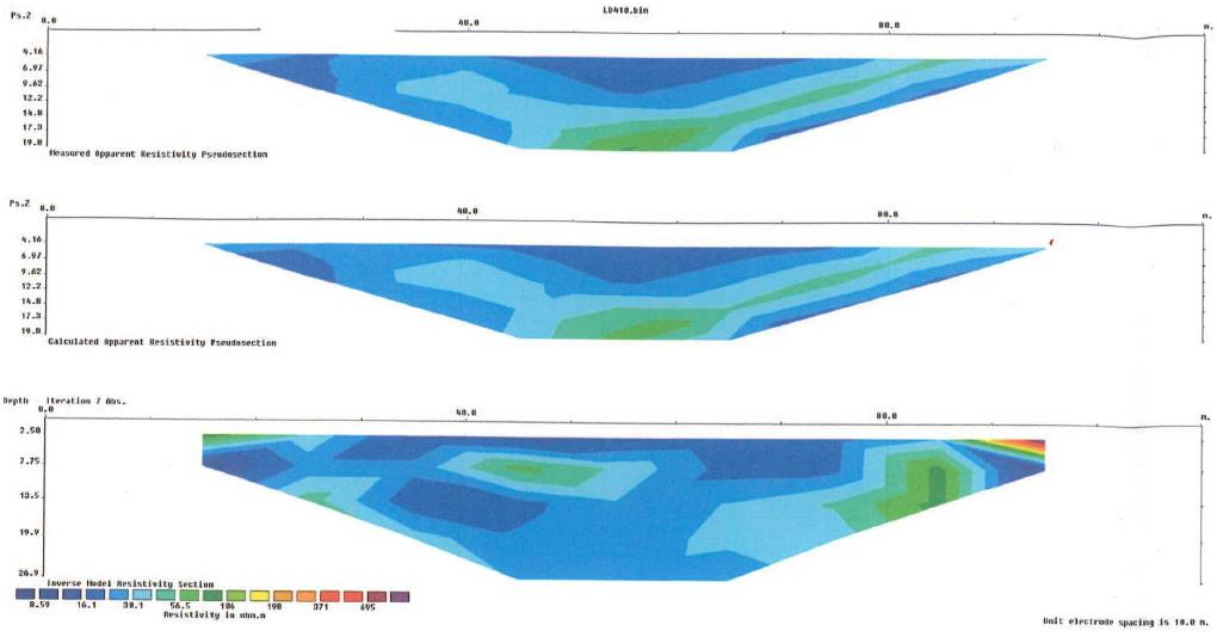 LD410.bin
Ps.Z 0.0 40.0 80.0 m.
4.16
6.97
9.62
12.2
14.8
17.3
19.8
Measured Apparent Resistivity Pseudosection
Ps.Z 0.0 40.0 80.0 m.
4.16
6.97
9.62
12.2
14.8
17.3
19.8
Calculated Apparent Resistivity Pseudosection
Depth Iteration 7 Abs.
0.0 40.0 80.0 m.
2.50
7.75
13.5
19.9
26.9
Inverse Model Resistivity Section
8.59 16.1 30.1 56.5 106 198 371 695
Resistivity in ohm.m
Unit electrode spacing is 10.0 m.